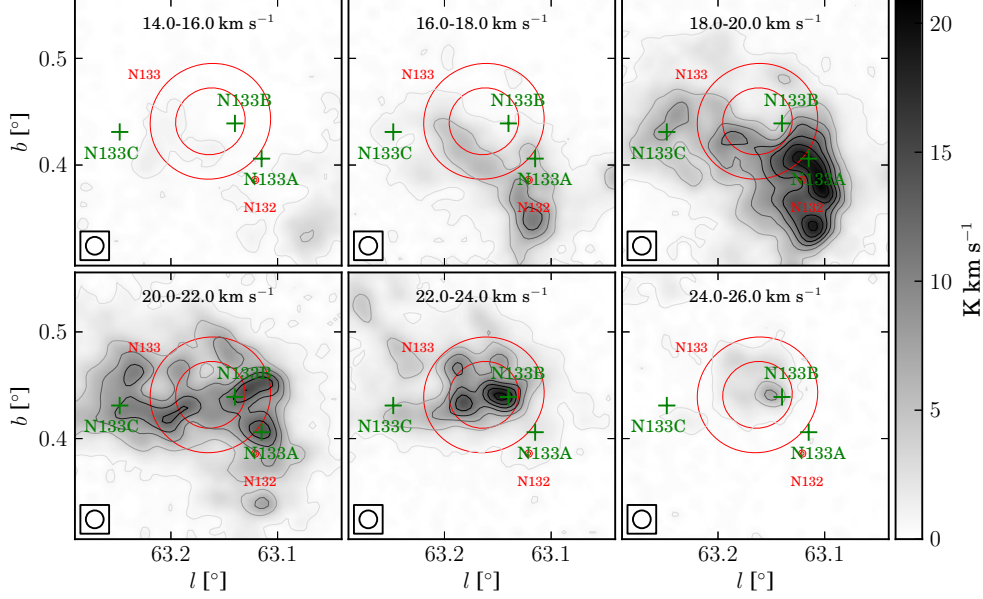 14.0-16.0 km s⁻¹
N133
N133B
N133C
N133A
N132
16.0-18.0 km s⁻¹
N133
N133B
N133C
N133A
N132
18.0-20.0 km s⁻¹
N133
N133B
N133C
N133A
N132
0.5
0.4
b [°]
20.0-22.0 km s⁻¹
N133
N133B
N133C
N133A
N132
22.0-24.0 km s⁻¹
N133
N133B
N133C
N133A
N132
24.0-26.0 km s⁻¹
N133
N133B
N133C
N133A
N132
0.5
0.4
b [°]
63.2 63.1
l [°]
63.2 63.1
l [°]
63.2 63.1
l [°]
20
15
10
5
0
K km s⁻¹